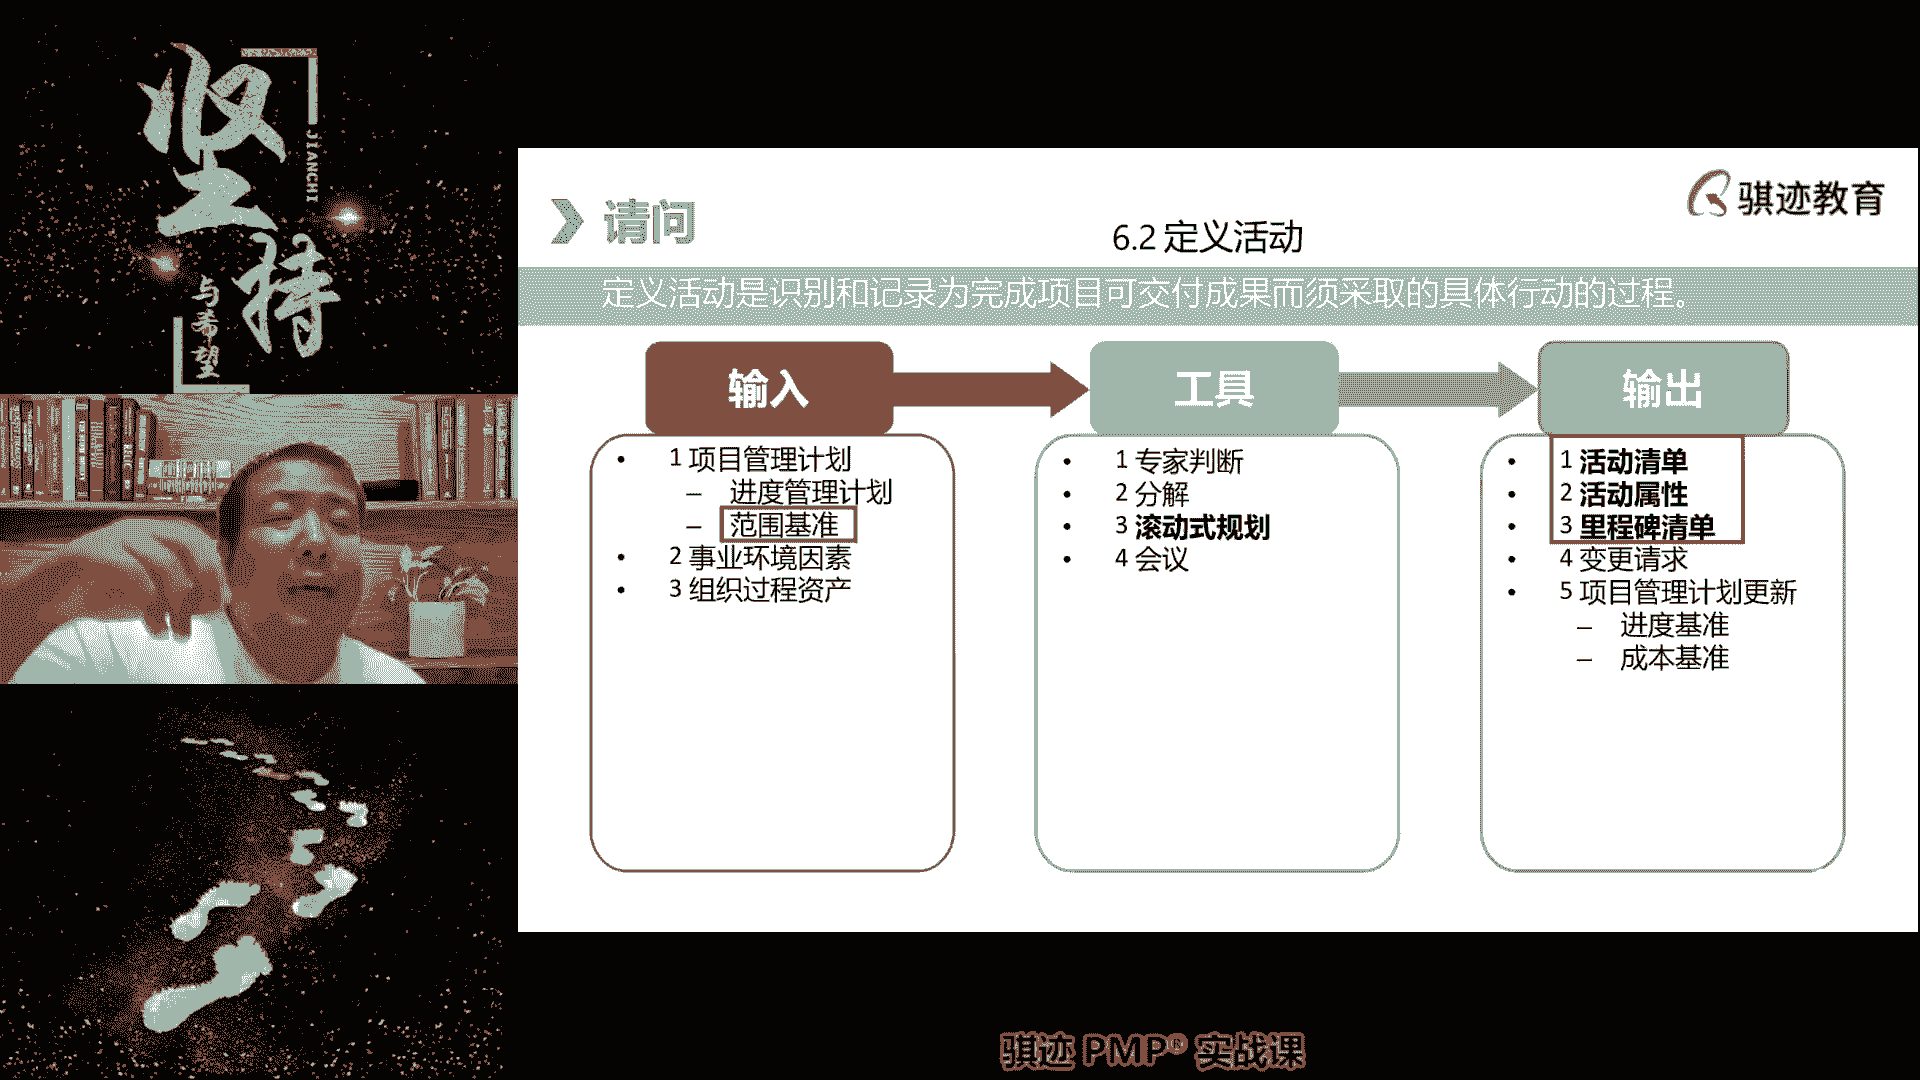 坚持
JIANCHI
与希望
请问
6.2 定义活动
骐迹教育
定义活动是识别和记录为完成项目可交付成果而须采取的具体行动的过程。
输入
• 1 项目管理计划
– 进度管理计划
– 范围基准
• 2 事业环境因素
• 3 组织过程资产
工具
• 1 专家判断
• 2 分解
• 3 滚动式规划
• 4 会议
输出
• 1 活动清单
• 2 活动属性
• 3 里程碑清单
• 4 变更请求
• 5 项目管理计划更新
– 进度基准
– 成本基准
骐迹 PMP® 实战课